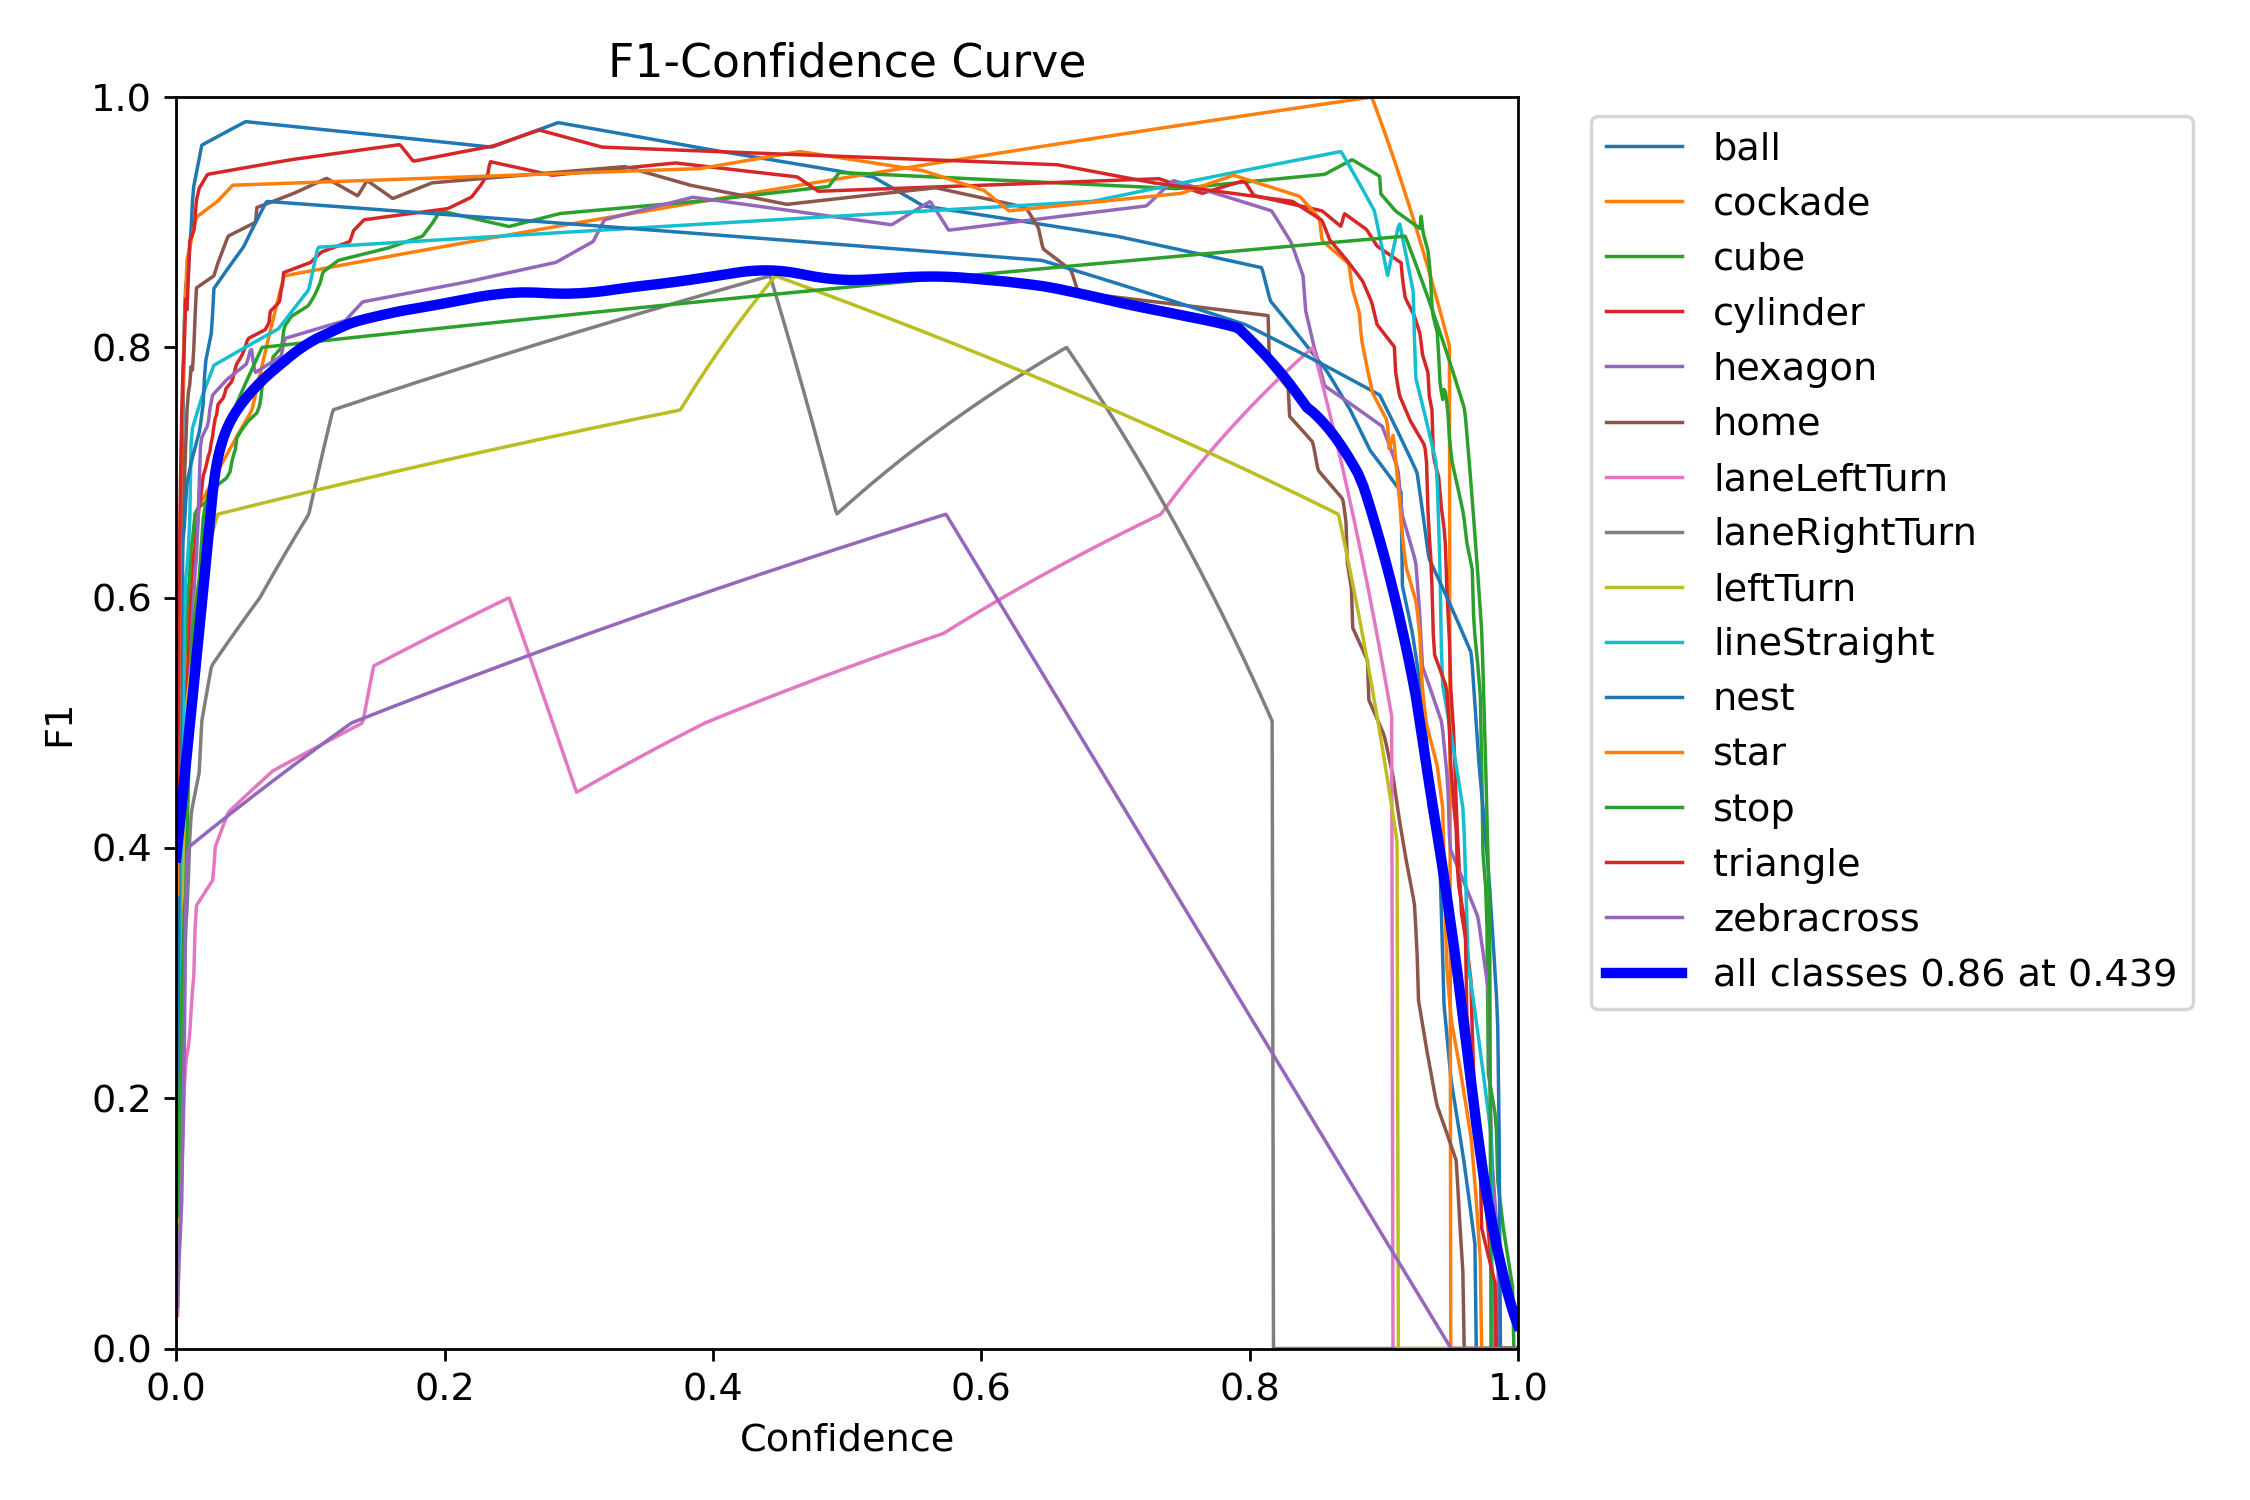 F1-Confidence Curve
1.0
0.8
0.6
0.4
0.2
0.0
F1
0.0 0.2 0.4 0.6 0.8 1.0
Confidence
ball
cockade
cube
cylinder
hexagon
home
laneLeftTurn
laneRightTurn
leftTurn
lineStraight
nest
star
stop
triangle
zebracross
all classes 0.86 at 0.439